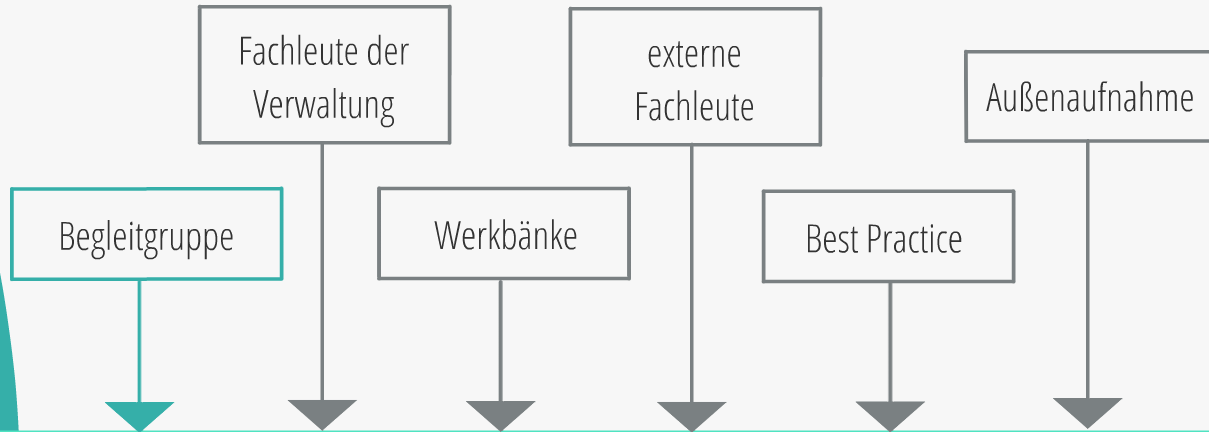 Fachleute der
Verwaltung
externe
Fachleute
Außenaufnahme
Begleitgruppe
Werkbänke
Best Practice